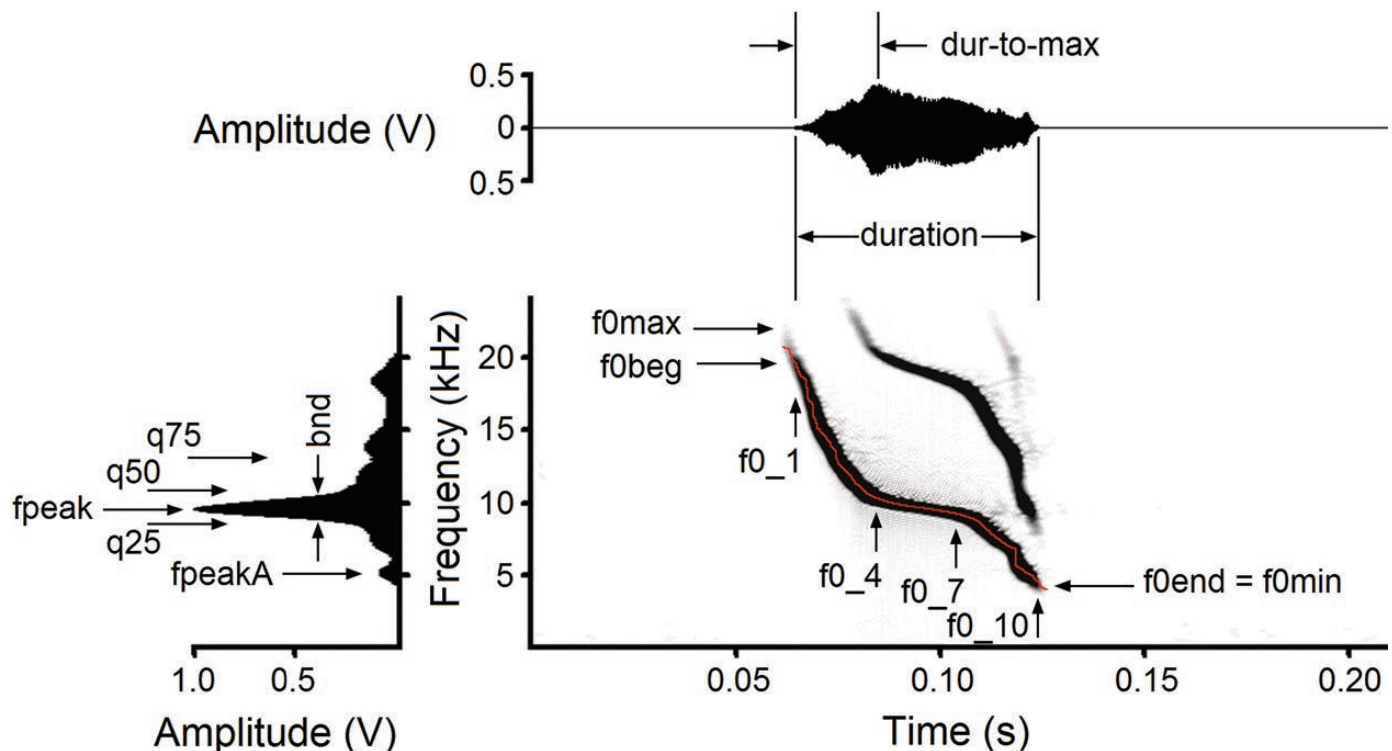 dur-to-max
0.5
Amplitude (V)
0
0.5
duration
f0max
f0beg
20
15
10
5
Frequency (kHz)
q75
q50
fpeak
q25
fpeakA
bnd
f0_1
f0_4
f0_7
f0_10
f0end = f0min
1.0 0.5
Amplitude (V)
0.05 0.10 0.15 0.20
Time (s)